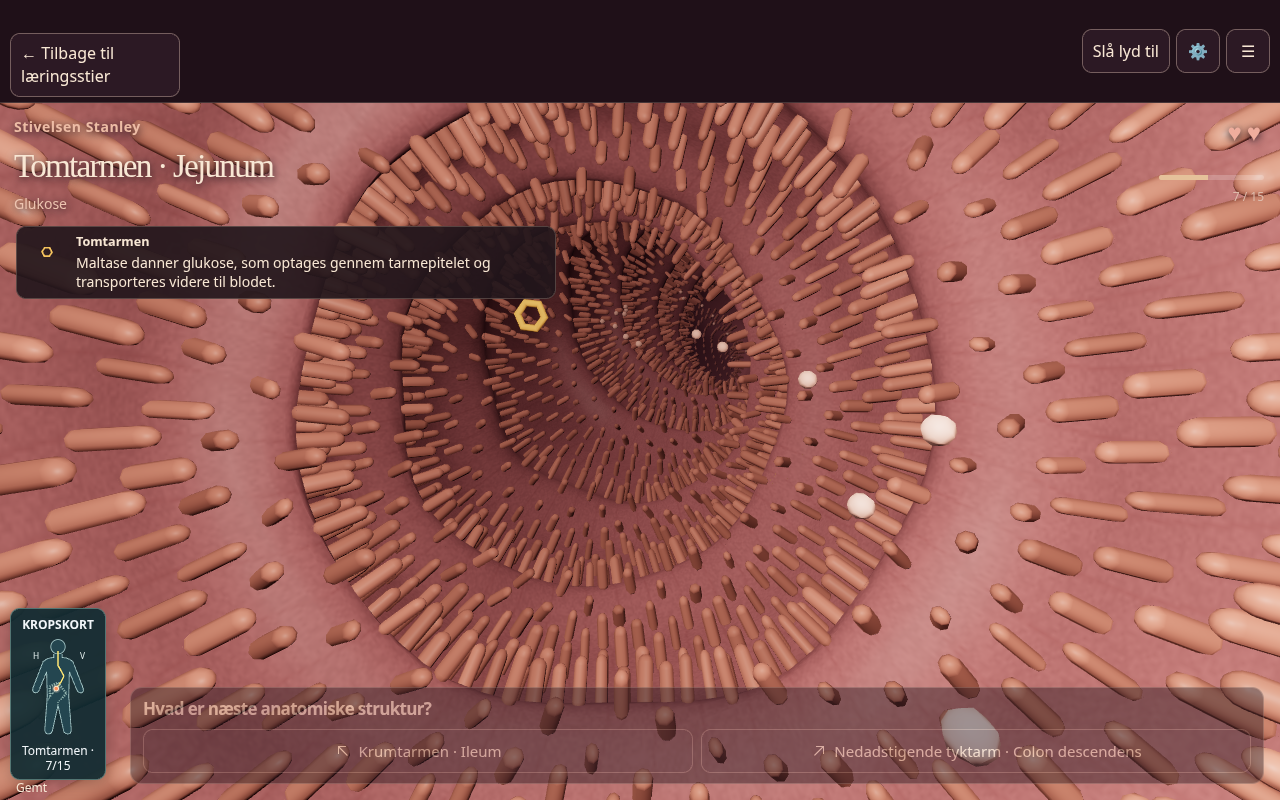 ← Tilbage til
læringsstier
Slå lyd til
Stivelsen Stanley
Tomtarmen · Jejunum
7 / 15
Glukose
Tomtarmen
Maltase danner glukose, som optages gennem tarmepitelet og
transporteres videre til blodet.
KROPSKORT
H V
Tomtarmen ·
7/15
Gemt
Hvad er næste anatomiske struktur?
↖ Krumtarmen · Ileum
↗ Nedadstigende tyktarm · Colon descendens